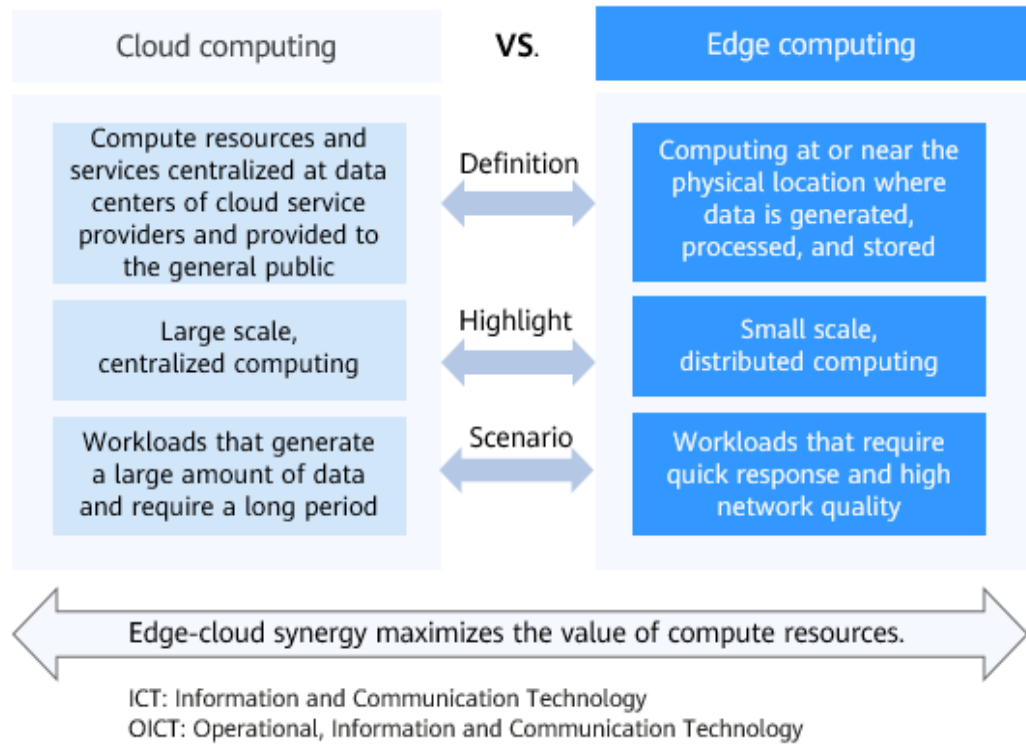 Cloud computing
VS.
Edge computing
Compute resources and
services centralized at data
centers of cloud service
providers and provided to
the general public
Definition
Computing at or near the
physical location where
data is generated,
processed, and stored
Large scale,
centralized computing
Highlight
Small scale,
distributed computing
Workloads that generate
a large amount of data
and require a long period
Scenario
Workloads that require
quick response and high
network quality
Edge-cloud synergy maximizes the value of compute resources.
ICT: Information and Communication Technology
OICT: Operational, Information and Communication Technology